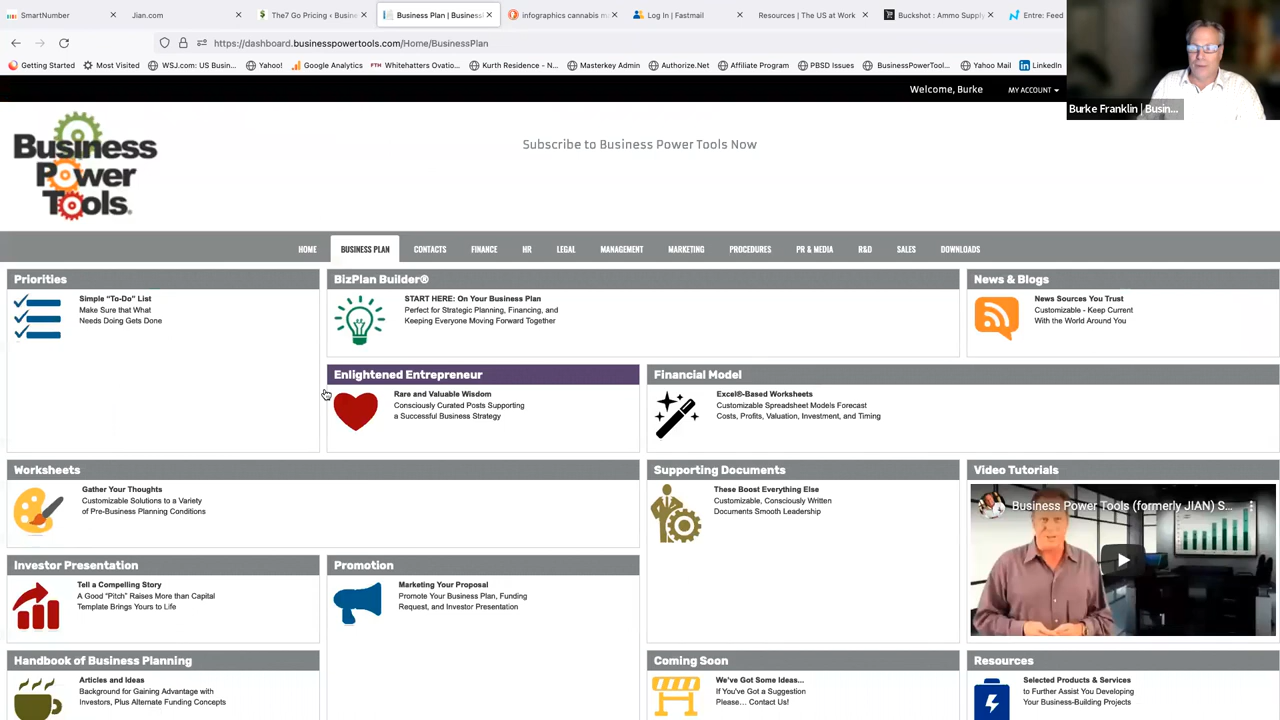 SmartNumber
Jian.com
The7 Go Pricing ‹ Busine
Business Plan | Business
infographics cannabis m
Log In | Fastmail
Resources | The US at Work
Buckshot : Ammo Supply
Entre: Feed
https://dashboard.businesspowertools.com/Home/BusinessPlan
Getting Started
Most Visited
WSJ.com: US Busin...
Yahoo!
Google Analytics
FTN Whitehatters Ovatio...
Kurth Residence - N...
Masterkey Admin
Authorize.Net
Affiliate Program
PBSD Issues
BusinessPowerTool...
Yahoo Mail
LinkedIn
Burke Franklin | Busin...
Welcome, Burke
MY ACCOUNT
Business
Power
Tools.
Subscribe to Business Power Tools Now
HOME
BUSINESS PLAN
CONTACTS
FINANCE
HR
LEGAL
MANAGEMENT
MARKETING
PROCEDURES
PR & MEDIA
R&D
SALES
DOWNLOADS
Priorities
Simple "To-Do" List
Make Sure that What
Needs Doing Gets Done
BizPlan Builder®
START HERE: On Your Business Plan
Perfect for Strategic Planning, Financing, and
Keeping Everyone Moving Forward Together
News & Blogs
News Sources You Trust
Customizable - Keep Current
With the World Around You
Enlightened Entrepreneur
Rare and Valuable Wisdom
Consciously Curated Posts Supporting
a Successful Business Strategy
Financial Model
Excel®-Based Worksheets
Customizable Spreadsheet Models Forecast
Costs, Profits, Valuation, Investment, and Timing
Worksheets
Gather Your Thoughts
Customizable Solutions to a Variety
of Pre-Business Planning Conditions
Supporting Documents
These Boost Everything Else
Customizable, Consciously Written
Documents Smooth Leadership
Video Tutorials
Business Power Tools (formerly JIAN) S...
Investor Presentation
Tell a Compelling Story
A Good "Pitch" Raises More than Capital
Template Brings Yours to Life
Promotion
Marketing Your Proposal
Promote Your Business Plan, Funding
Request, and Investor Presentation
Handbook of Business Planning
Articles and Ideas
Background for Gaining Advantage with
Investors, Plus Alternate Funding Concepts
Coming Soon
We've Got Some Ideas...
If You've Got a Suggestion
Please... Contact Us!
Resources
Selected Products & Services
to Further Assist You Developing
Your Business-Building Projects